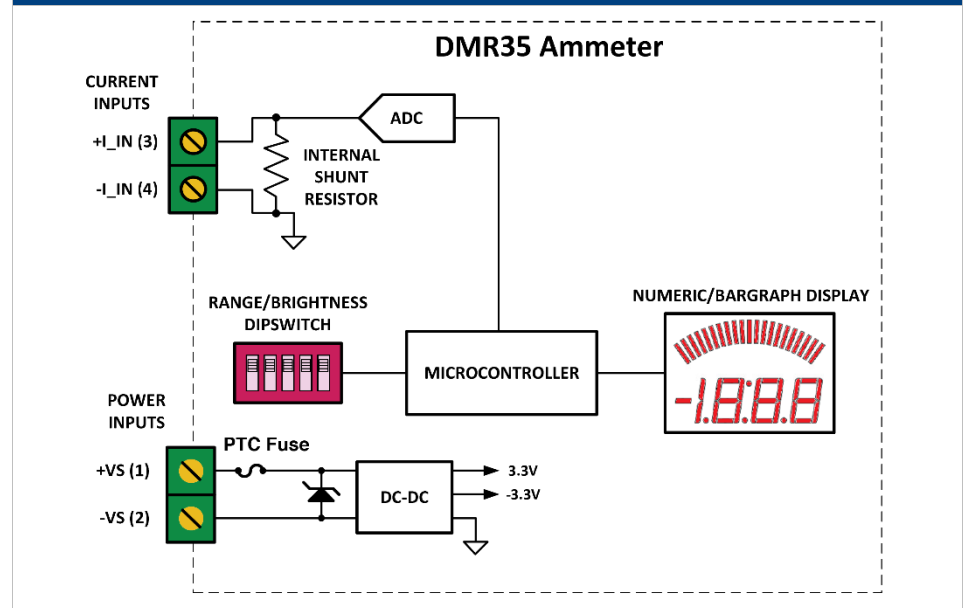 DMR35 Ammeter
CURRENT
INPUTS
+I_IN (3)
-I_IN (4)
ADC
INTERNAL
SHUNT
RESISTOR
RANGE/BRIGHTNESS
DIPSWITCH
MICROCONTROLLER
NUMERIC/BARGRAPH DISPLAY
-1.8:8.8
POWER
INPUTS
PTC Fuse
+VS (1)
-VS (2)
DC-DC
3.3V
-3.3V